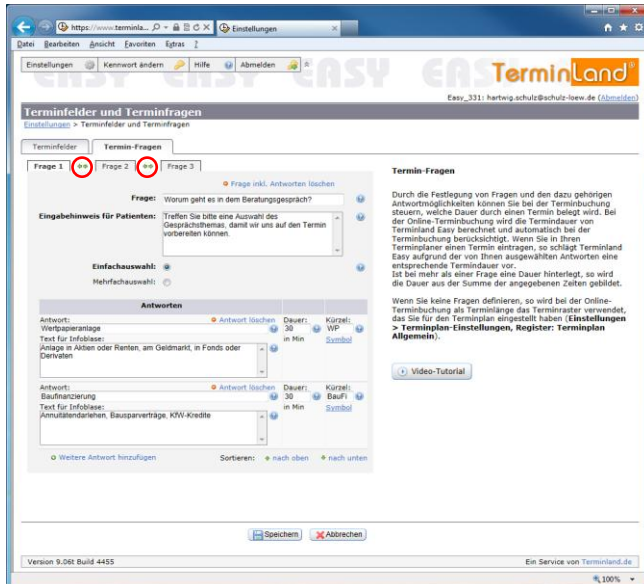 https://www.terminla...
Einstellungen
Datei Bearbeiten Ansicht Favoriten Extras ?
Einstellungen Kennwort ändern Hilfe Abmelden
EASY EASY EASY EASY
TerminLand®
Easy_331: hartwig.schulz@schulz-loew.de (Abmelden)
Terminfelder und Terminfragen
Einstellungen > Terminfelder und Terminfragen
Terminfelder Termin-Fragen
Frage 1 Frage 2 Frage 3
Frage inkl. Antworten löschen
Frage: Worum geht es in dem Beratungsgespräch?
Eingabehinweis für Patienten: Treffen Sie bitte eine Auswahl des
Gesprächsthemas, damit wir uns auf den Termin
vorbereiten können.
Einfachauswahl:
Mehrfachauswahl:
Antworten
Antwort: Antwort löschen Dauer: Kürzel:
Wertpapieranlage 30 WP
Text für Infoblase: in Min Symbol
Anlage in Aktien oder Renten, am Geldmarkt, in Fonds oder
Derivaten
Antwort: Antwort löschen Dauer: Kürzel:
Baufinanzierung 30 BauFi
Text für Infoblase: in Min Symbol
Annuitätendarlehen, Bausparverträge, KfW-Kredite
Weitere Antwort hinzufügen Sortieren: nach oben nach unten
Termin-Fragen
Durch die Festlegung von Fragen und den dazu gehörigen
Antwortmöglichkeiten können Sie bei der Terminbuchung
steuern, welche Dauer durch einen Termin belegt wird. Bei
der Online-Terminbuchung wird die Termindauer von
Terminland Easy berechnet und automatisch bei der
Terminbuchung berücksichtigt. Wenn Sie in Ihren
Terminplaner einen Termin eintragen, so schlägt Terminland
Easy aufgrund der von Ihnen ausgewählten Antworten eine
entsprechende Termindauer vor.
Ist bei mehr als einer Frage eine Dauer hinterlegt, so wird
die Dauer aus der Summe der angegebenen Zeiten gebildet.
Wenn Sie keine Fragen definieren, so wird bei der Online-
Terminbuchung als Terminlänge das Terminraster verwendet,
das Sie für den Terminplan eingestellt haben (Einstellungen
> Terminplan-Einstellungen, Register: Terminplan
Allgemein).
Video-Tutorial
Speichern Abbrechen
Version 9.06t Build 4455 Ein Service von Terminland.de
100%